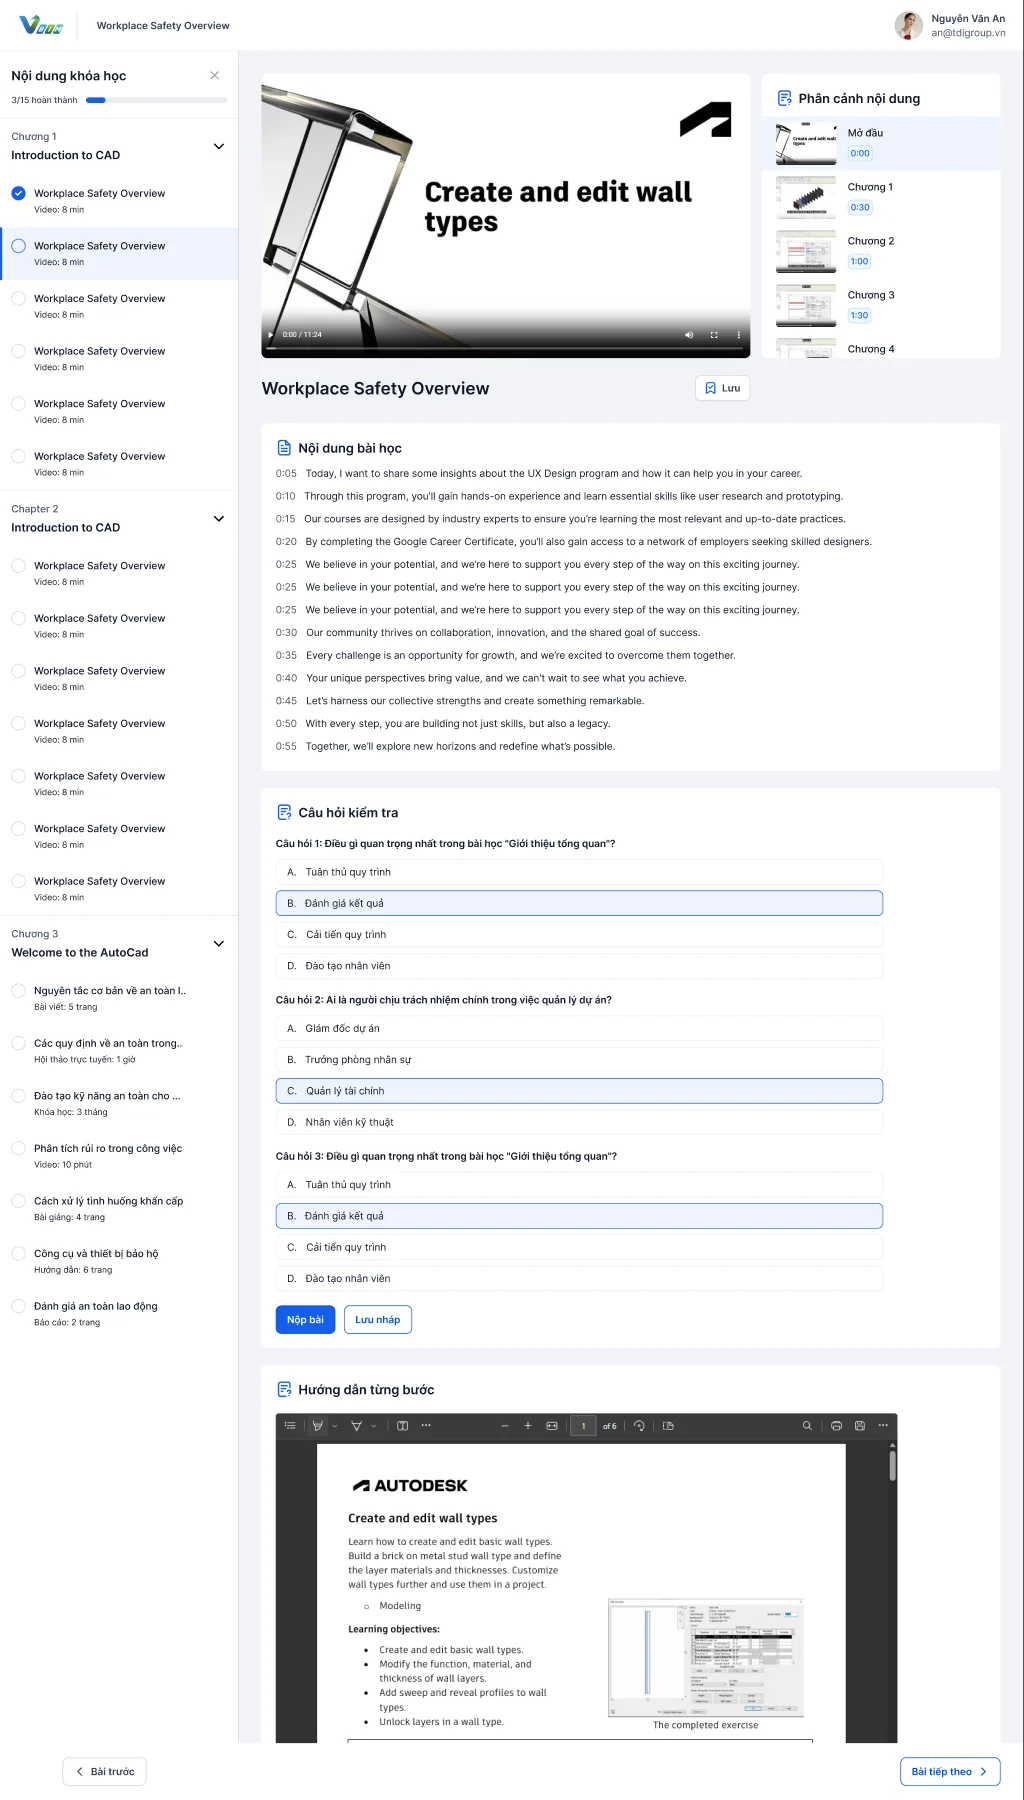 VDIM
Workplace Safety Overview
Nguyễn Văn An
an@tdigroup.vn
Nội dung khóa học
3/15 hoàn thành
Chương 1
Introduction to CAD
Workplace Safety Overview
Video: 8 min
Workplace Safety Overview
Video: 8 min
Workplace Safety Overview
Video: 8 min
Workplace Safety Overview
Video: 8 min
Workplace Safety Overview
Video: 8 min
Workplace Safety Overview
Video: 8 min
Chapter 2
Introduction to CAD
Workplace Safety Overview
Video: 8 min
Workplace Safety Overview
Video: 8 min
Workplace Safety Overview
Video: 8 min
Workplace Safety Overview
Video: 8 min
Workplace Safety Overview
Video: 8 min
Workplace Safety Overview
Video: 8 min
Workplace Safety Overview
Video: 8 min
Chương 3
Welcome to the AutoCad
Nguyên tắc cơ bản về an toàn l..
Bài viết: 5 trang
Các quy định về an toàn trong..
Hội thảo trực tuyến: 1 giờ
Đào tạo kỹ năng an toàn cho ...
Khóa học: 3 tháng
Phân tích rủi ro trong công việc
Video: 10 phút
Cách xử lý tình huống khẩn cấp
Bài giảng: 4 trang
Công cụ và thiết bị bảo hộ
Hướng dẫn: 6 trang
Đánh giá an toàn lao động
Báo cáo: 2 trang
Create and edit wall
types
0:00 / 11:24
Phân cảnh nội dung
Create and edit wall
types
Mở đầu
0:00
Chương 1
0:30
Chương 2
1:00
Chương 3
1:30
Chương 4
Workplace Safety Overview
Lưu
Nội dung bài học
0:05 Today, I want to share some insights about the UX Design program and how it can help you in your career.
0:10 Through this program, you'll gain hands-on experience and learn essential skills like user research and prototyping.
0:15 Our courses are designed by industry experts to ensure you're learning the most relevant and up-to-date practices.
0:20 By completing the Google Career Certificate, you'll also gain access to a network of employers seeking skilled designers.
0:25 We believe in your potential, and we're here to support you every step of the way on this exciting journey.
0:25 We believe in your potential, and we're here to support you every step of the way on this exciting journey.
0:25 We believe in your potential, and we're here to support you every step of the way on this exciting journey.
0:30 Our community thrives on collaboration, innovation, and the shared goal of success.
0:35 Every challenge is an opportunity for growth, and we're excited to overcome them together.
0:40 Your unique perspectives bring value, and we can't wait to see what you achieve.
0:45 Let's harness our collective strengths and create something remarkable.
0:50 With every step, you are building not just skills, but also a legacy.
0:55 Together, we'll explore new horizons and redefine what's possible.
Câu hỏi kiểm tra
Câu hỏi 1: Điều gì quan trọng nhất trong bài học "Giới thiệu tổng quan"?
A. Tuân thủ quy trình
B. Đánh giá kết quả
C. Cải tiến quy trình
D. Đào tạo nhân viên
Câu hỏi 2: Ai là người chịu trách nhiệm chính trong việc quản lý dự án?
A. Giám đốc dự án
B. Trưởng phòng nhân sự
C. Quản lý tài chính
D. Nhân viên kỹ thuật
Câu hỏi 3: Điều gì quan trọng nhất trong bài học "Giới thiệu tổng quan"?
A. Tuân thủ quy trình
B. Đánh giá kết quả
C. Cải tiến quy trình
D. Đào tạo nhân viên
Nộp bài
Lưu nháp
Hướng dẫn từng bước
1 of 6
AUTODESK
Create and edit wall types
Learn how to create and edit basic wall types.
Build a brick on metal stud wall type and define
the layer materials and thicknesses. Customize
wall types further and use them in a project.
Modeling
Learning objectives:
Create and edit basic wall types.
Modify the function, material, and
thickness of wall layers.
Add sweep and reveal profiles to wall
types.
Unlock layers in a wall type.
The completed exercise
Bài trước
Bài tiếp theo